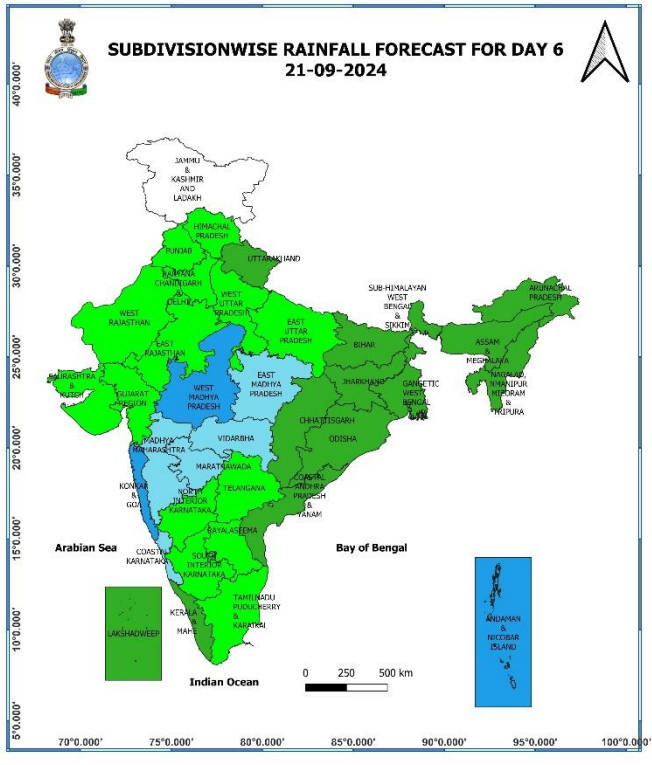 SUBDIVISIONWISE RAINFALL FORECAST FOR DAY 6
21-09-2024
40°0.000'
35°0.000'
30°0.000'
25°0.000'
20°0.000'
15°0.000'
10°0.000'
5°0.000'
JAMMU
&
KASHMIR
AND
LADAKH
HIMACHAL
PRADESH
PUNJAB
UTTARAKHAND
HARYANA
CHANDIGARH
&
DELHI
WEST
UTTAR
PRADESH
WEST
RAJASTHAN
EAST
RAJASTHAN
EAST
UTTAR
PRADESH
SUB-HIMALAYAN
WEST
BENGAL
&
SIKKIM
ARUNACHAL
PRADESH
ASSAM
&
MEGHALAYA
NAGALAD,
NMANIPUR
MIZORAM
&
TRIPURA
BIHAR
JHARKHAND
GANGETIC
WEST
BENGAL
SAURASHTRA
&
KUTCH
GUJARAT
REGION
WEST
MADHYA
PRADESH
EAST
MADHYA
PRADESH
CHHATTISGARH
ODISHA
MADHYA
MAHARASHTRA
VIDARBHA
MARATHAWADA
KONKAN
&
GOA
NORTH
INTERIOR
KARNATAKA
TELANGANA
COASTAL
ANDHRA
PRADESH
&
YANAM
RAYALASEEMA
COASTAL
KARNATAKA
SOUTH
INTERIOR
KARNATAKA
TAMILNADU
PUDUCHERRY
&
KARAIKAL
KERALA
&
MAHE
LAKSHADWEEP
ANDAMAN
&
NICOBAR
ISLAND
Arabian Sea
Bay of Bengal
Indian Ocean
0 250 500 km
70°0.000' 75°0.000' 80°0.000' 85°0.000' 90°0.000' 95°0.000' 100°0.000'